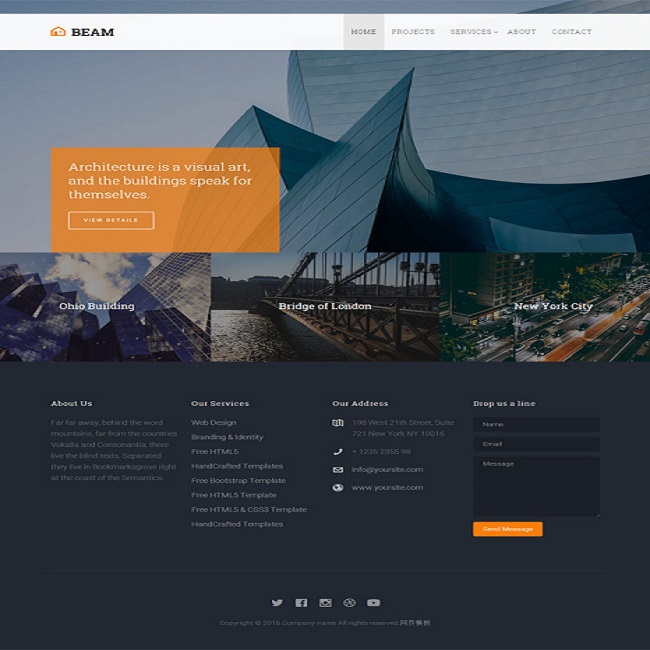 BEAM
HOME PROJECTS SERVICES ABOUT CONTACT
Architecture is a visual art,
and the buildings speak for
themselves.
VIEW DETAILS
Ohio Building
Bridge of London
New York City
About Us
Far far away, behind the word
mountains, far from the countries
Vokalia and Consonantia, there
live the blind texts. Separated
they live in Bookmarksgrove right
at the coast of the Semantics.
Our Services
Web Design
Branding & Identity
Free HTML5
HandCrafted Templates
Free Bootstrap Template
Free HTML5 Template
Free HTML5 & CSS3 Template
HandCrafted Templates
Our Address
198 West 21th Street, Suite
721 New York NY 10016
+ 1235 2355 98
info@yoursite.com
www.yoursite.com
Drop us a line
Name
Email
Message
Send Message
Copyright © 2016.Company name All rights reserved.网页模板